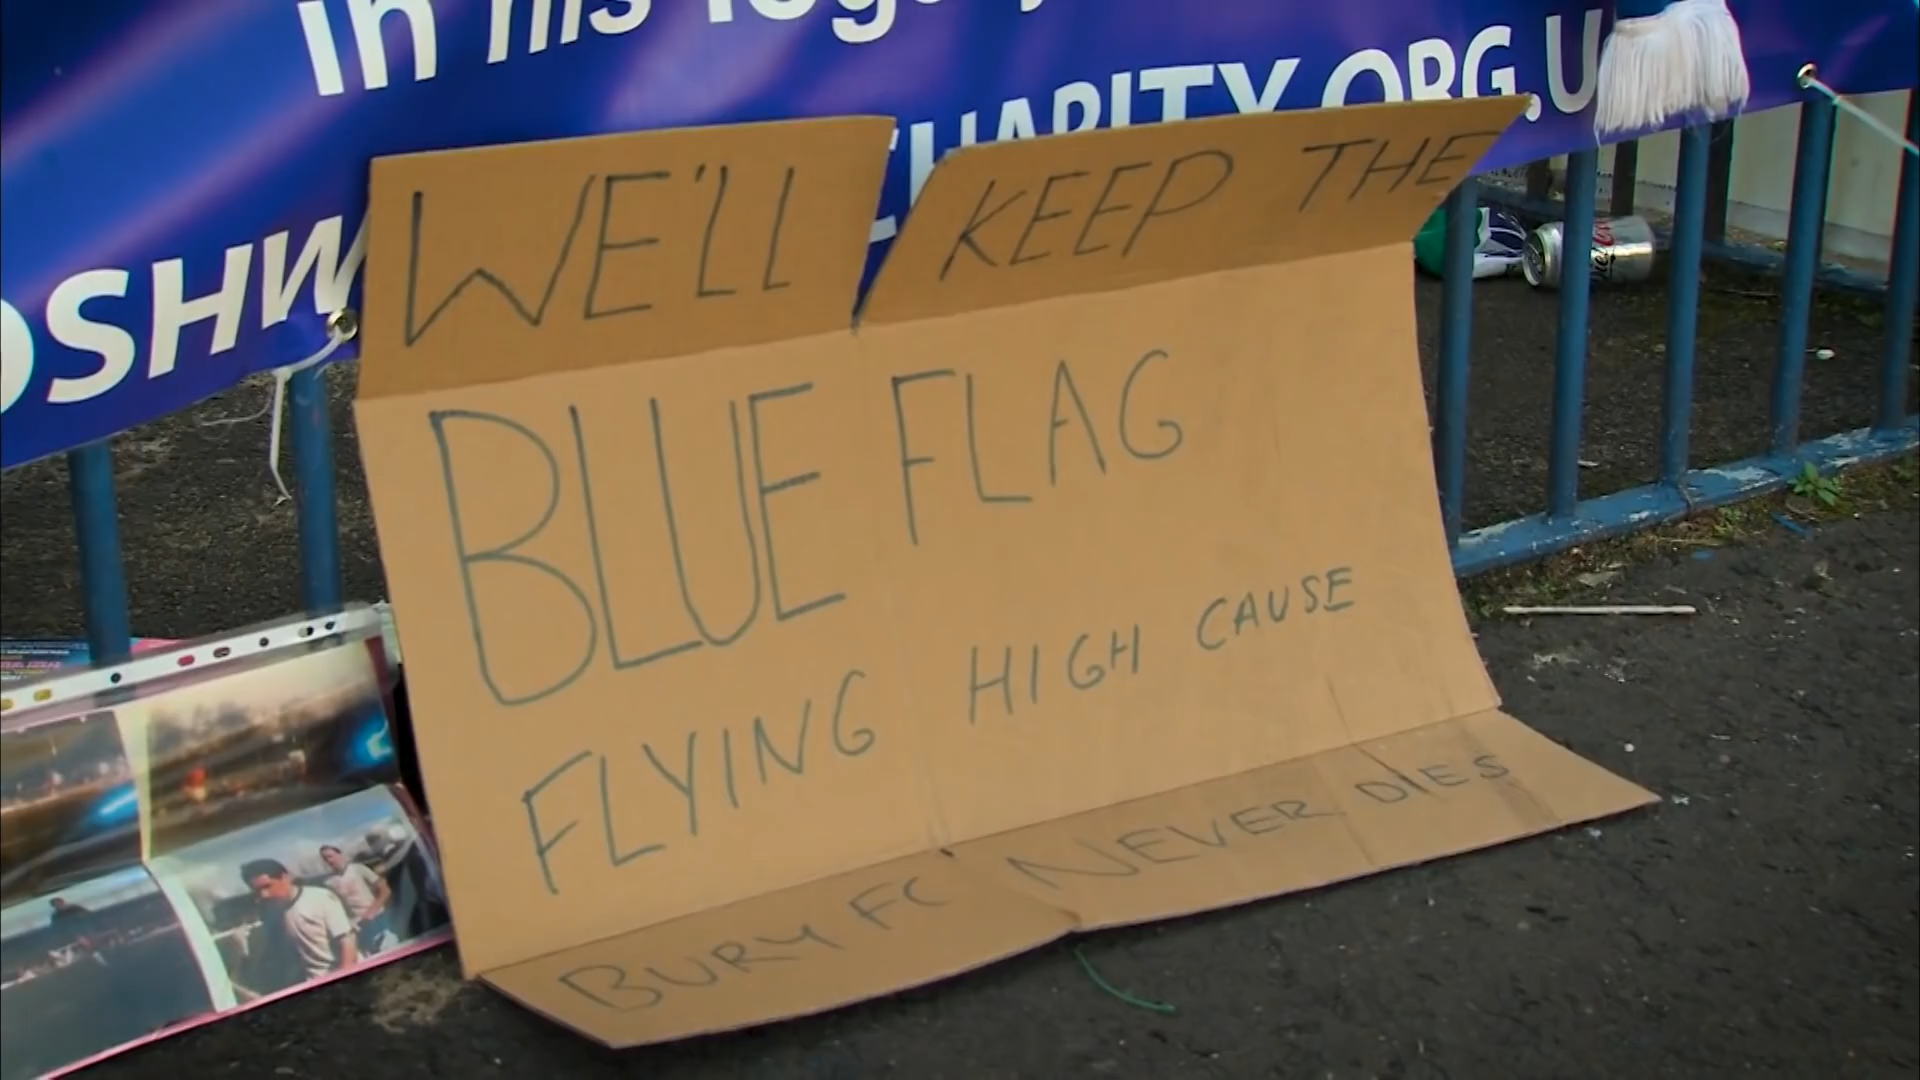 in his
CHARITY.ORG.U
OSHW
WE'LL KEEP THE
BLUE FLAG
FLYING HIGH CAUSE
BURY FC NEVER DIES